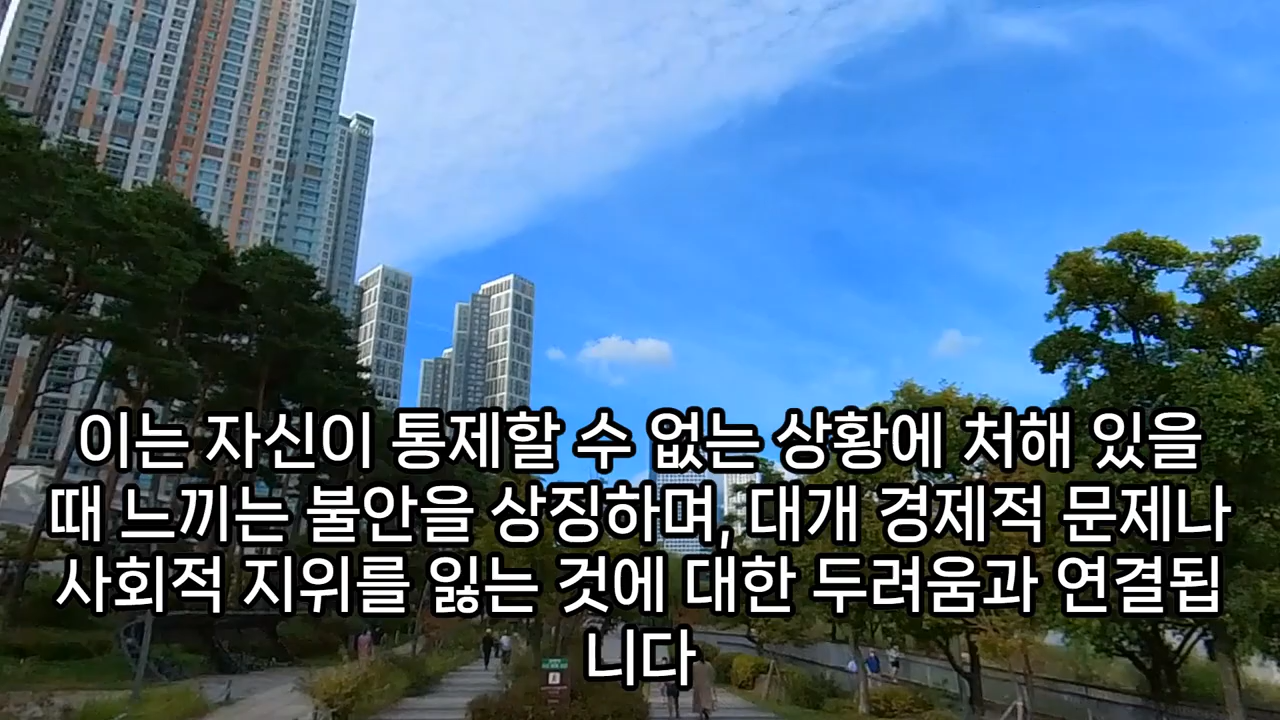 이는 자신이 통제할 수 없는 상황에 처해 있을
때 느끼는 불안을 상징하며, 대개 경제적 문제나
사회적 지위를 잃는 것에 대한 두려움과 연결됩
니다